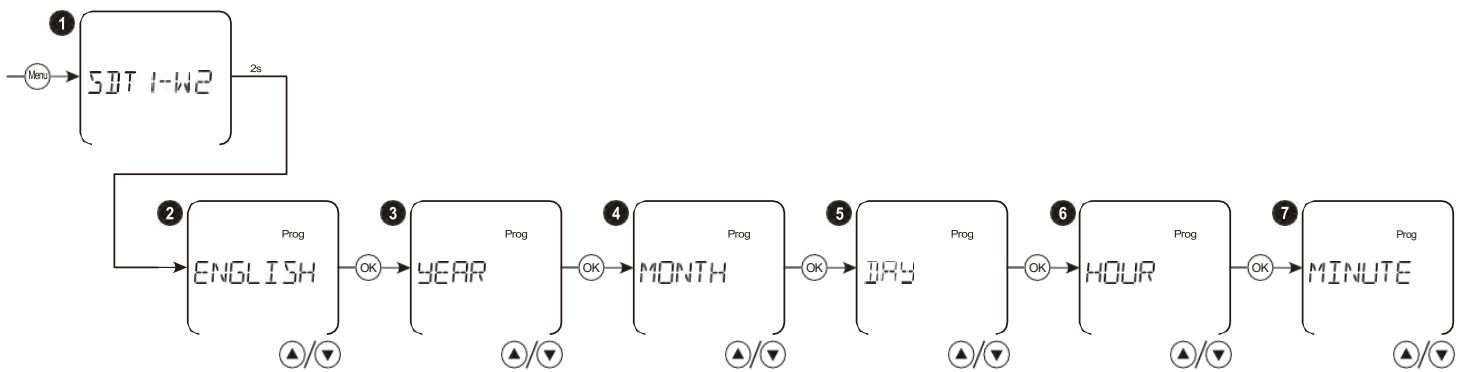 1
Menu
SDT 1-W2
2s
2
Prog
ENGLISH
OK
3
Prog
YEAR
OK
4
Prog
MONTH
OK
5
Prog
DAY
OK
6
Prog
HOUR
OK
7
Prog
MINUTE
▲/▼
▲/▼
▲/▼
▲/▼
▲/▼
▲/▼